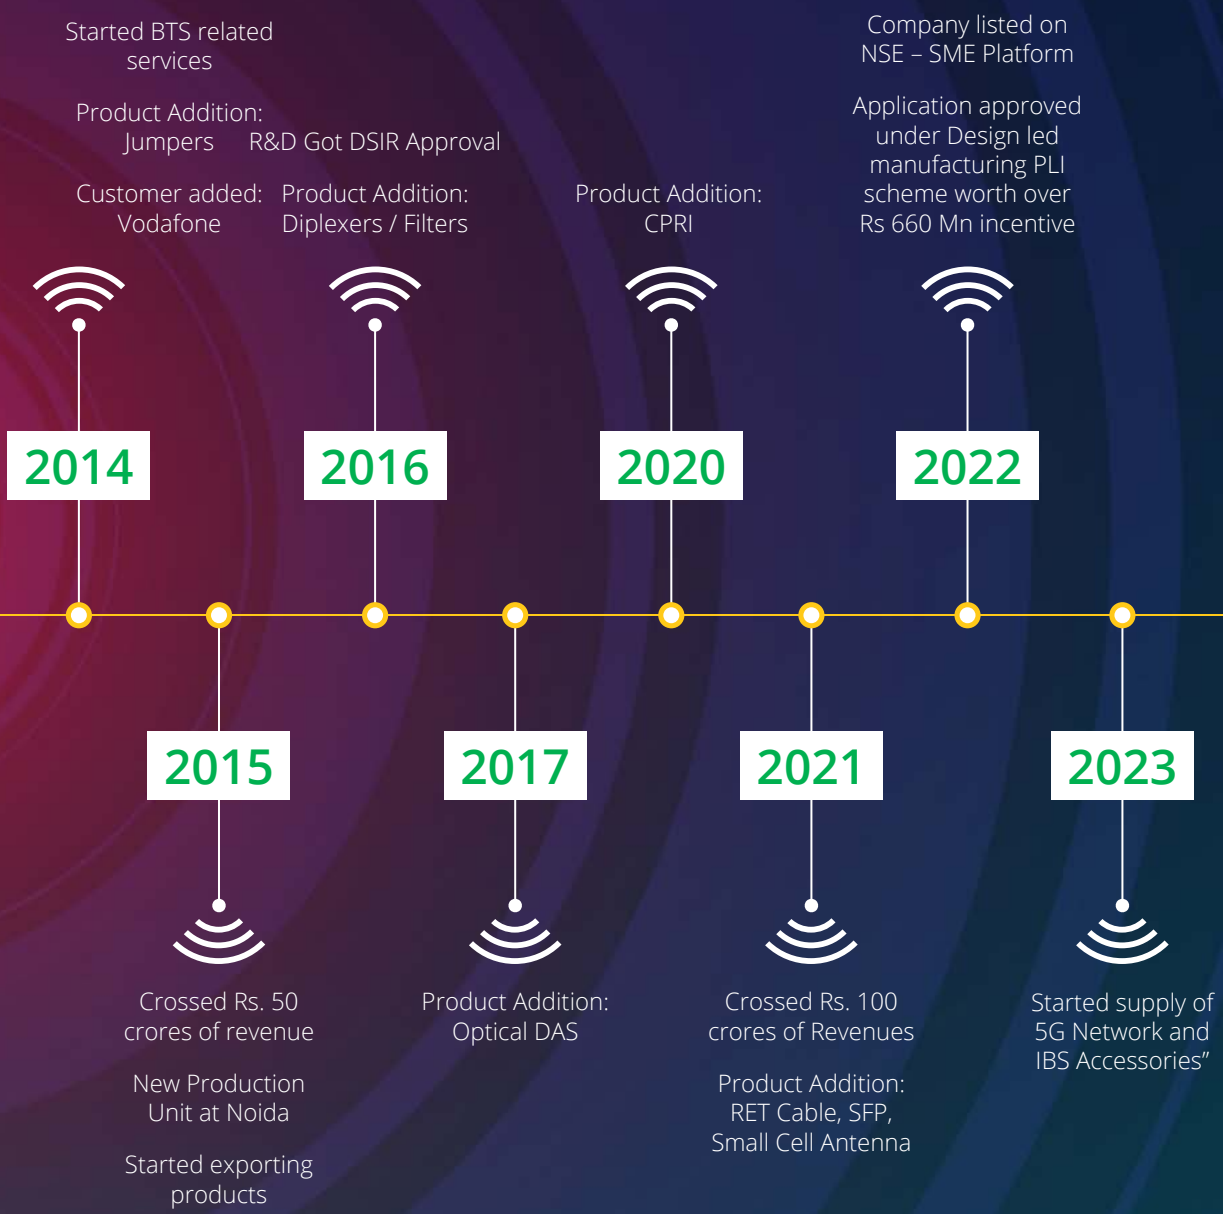 Started BTS related
services
Product Addition:
Jumpers
Customer added:
Vodafone
2014
R&D Got DSIR Approval
Product Addition:
Diplexers / Filters
2016
Product Addition:
CPRI
2020
Company listed on
NSE – SME Platform
Application approved
under Design led
manufacturing PLI
scheme worth over
Rs 660 Mn incentive
2022
2015
Crossed Rs. 50
crores of revenue
New Production
Unit at Noida
Started exporting
products
2017
Product Addition:
Optical DAS
2021
Crossed Rs. 100
crores of Revenues
Product Addition:
RET Cable, SFP,
Small Cell Antenna
2023
Started supply of
5G Network and
IBS Accessories”